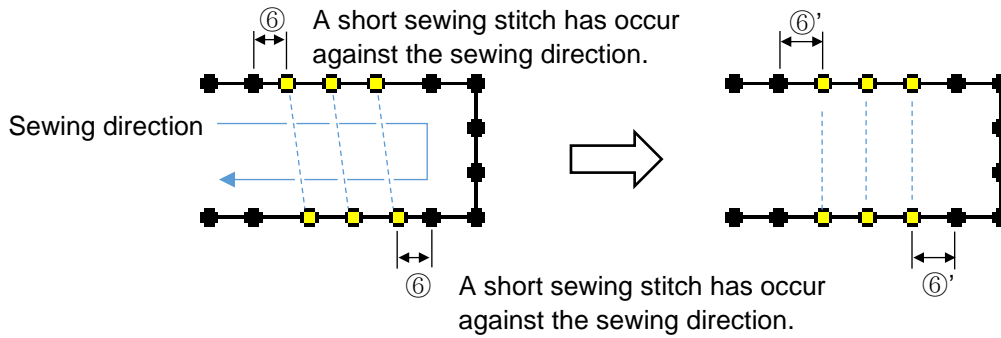 ⑥ A short sewing stitch has occur
against the sewing direction.
⑥’
Sewing direction
⑥ A short sewing stitch has occur
against the sewing direction.
⑥’